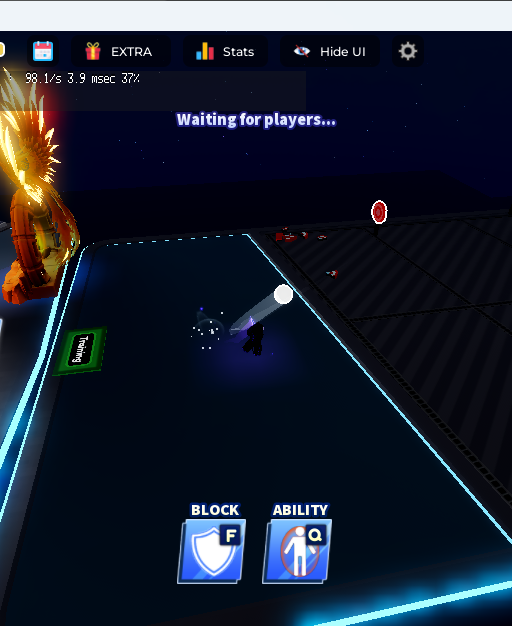 EXTRA
Stats
Hide UI
98.1/s 3.9 msec 37%
Waiting for players...
Training
BLOCK
F
ABILITY
Q